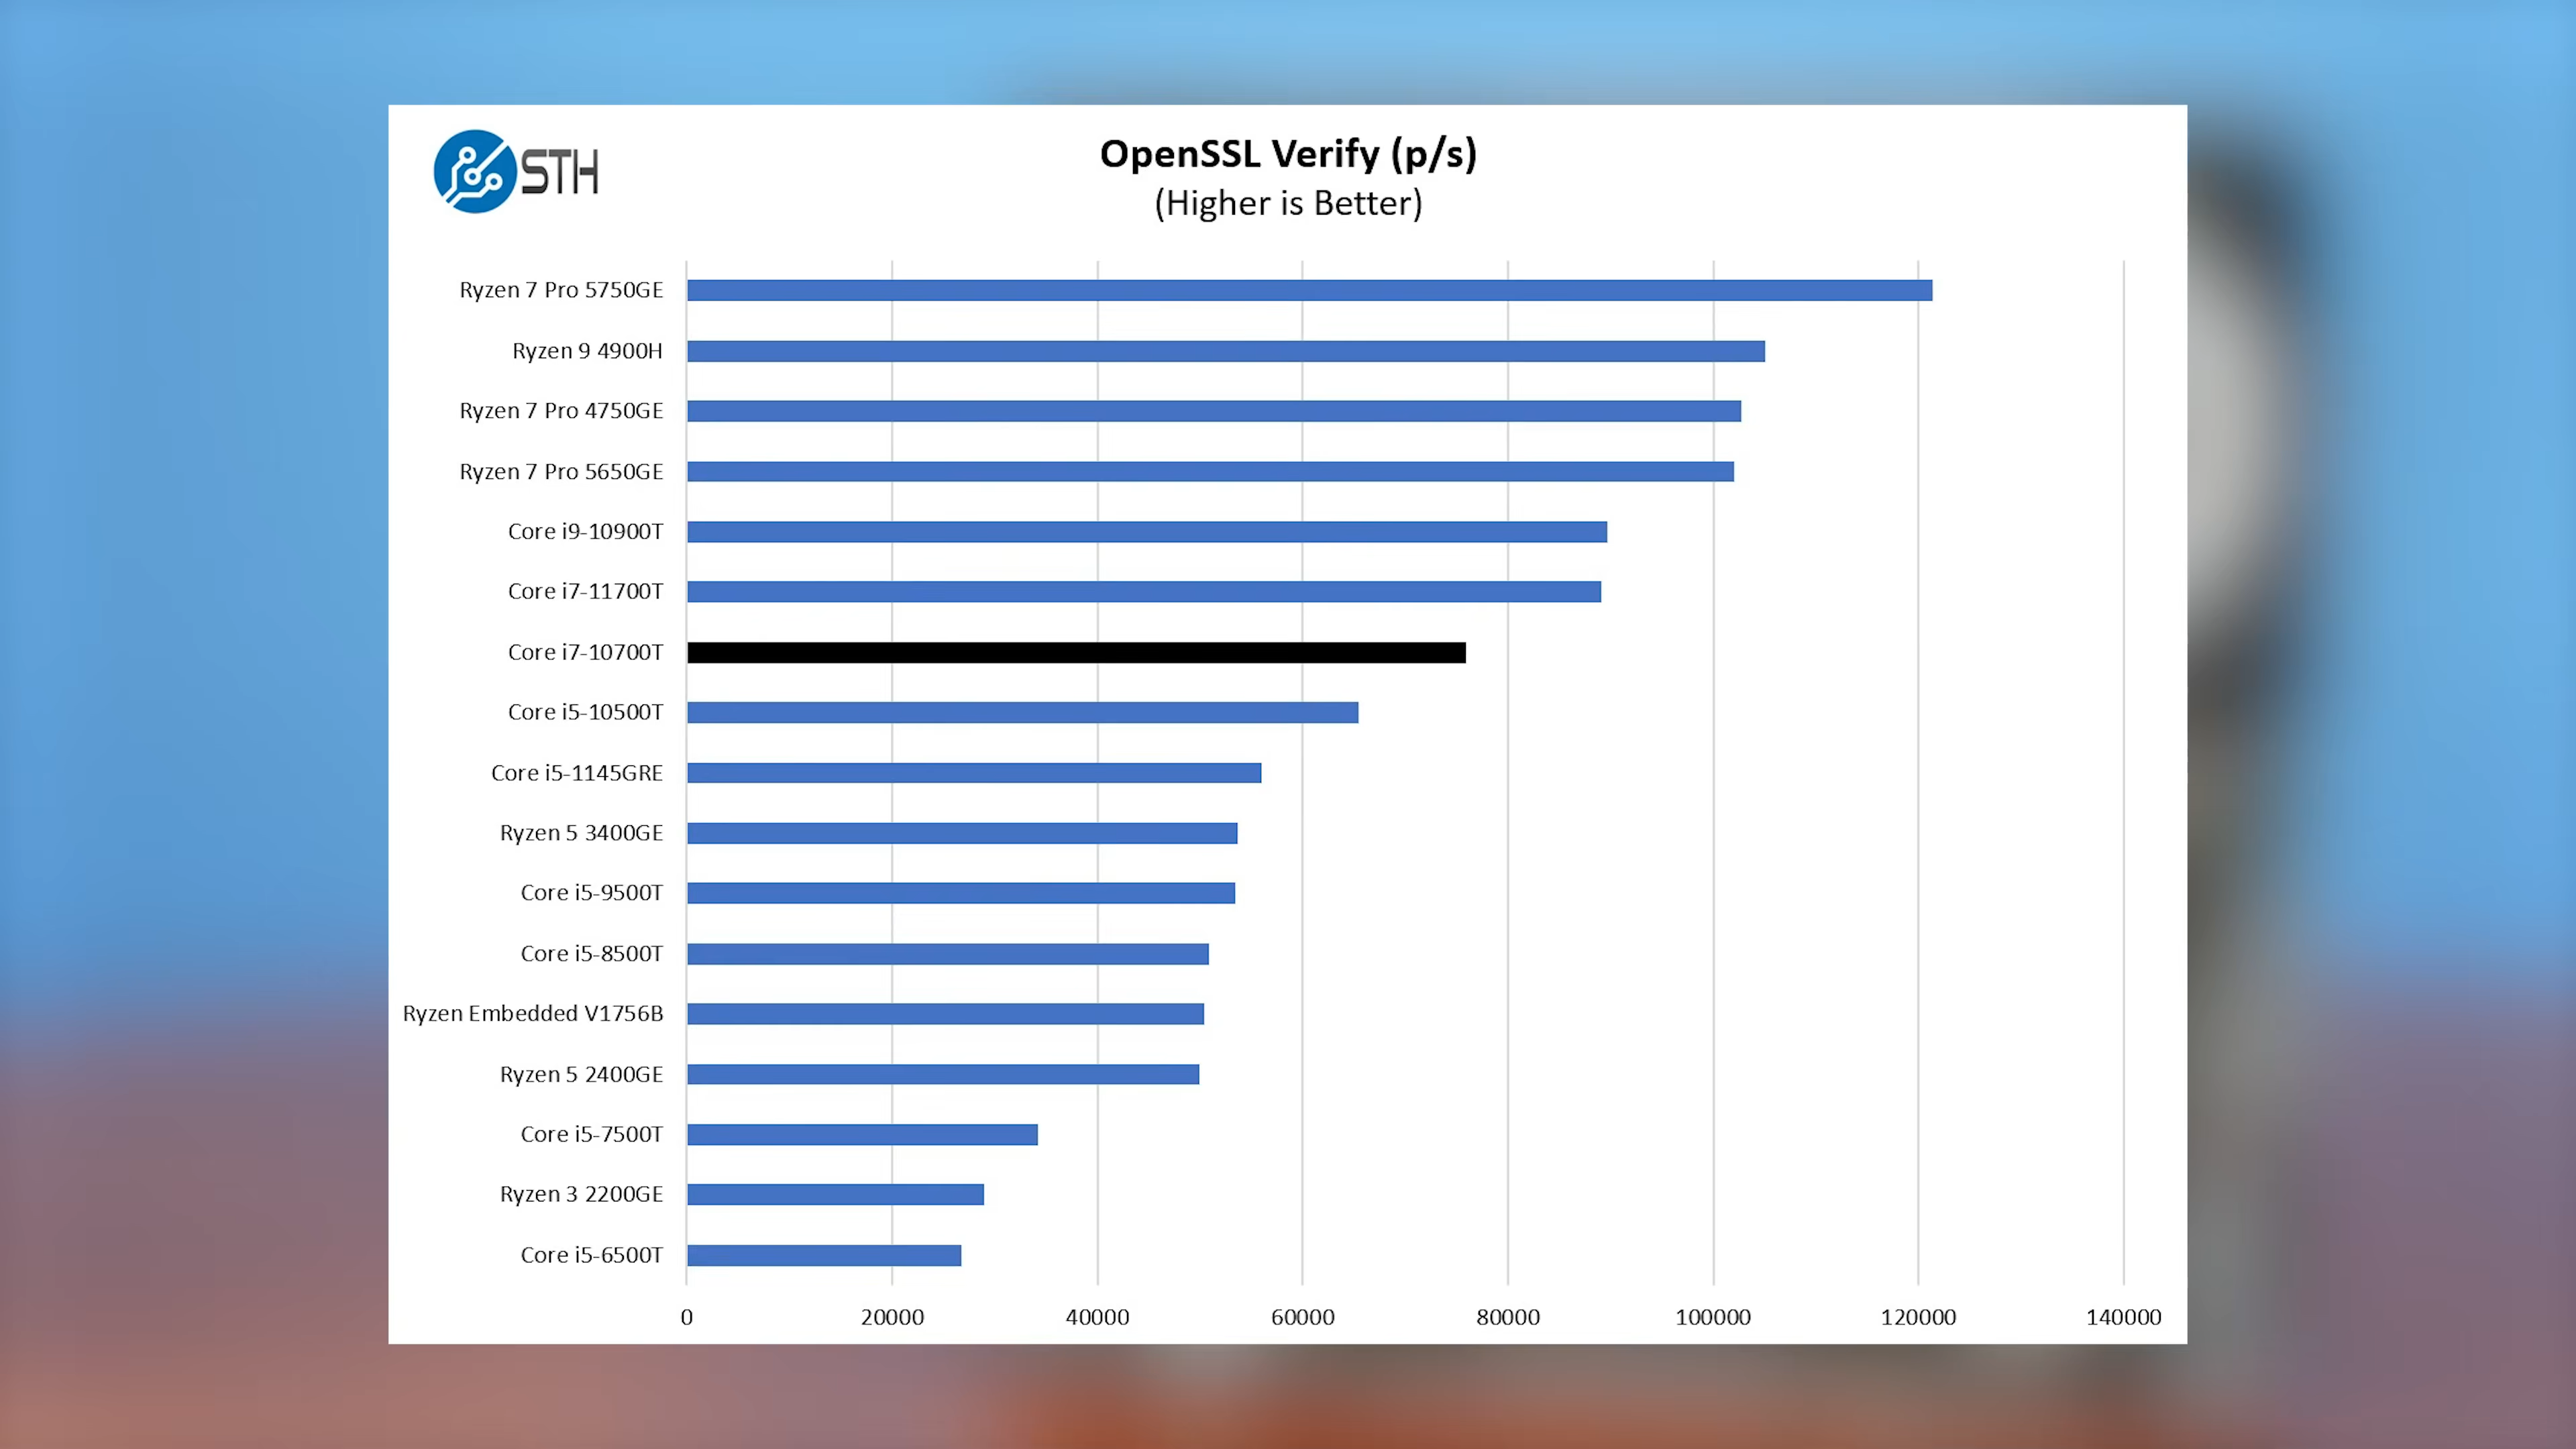 STH
OpenSSL Verify (p/s)
(Higher is Better)
Ryzen 7 Pro 5750GE
Ryzen 9 4900H
Ryzen 7 Pro 4750GE
Ryzen 7 Pro 5650GE
Core i9-10900T
Core i7-11700T
Core i7-10700T
Core i5-10500T
Core i5-1145GRE
Ryzen 5 3400GE
Core i5-9500T
Core i5-8500T
Ryzen Embedded V1756B
Ryzen 5 2400GE
Core i5-7500T
Ryzen 3 2200GE
Core i5-6500T
0 20000 40000 60000 80000 100000 120000 140000